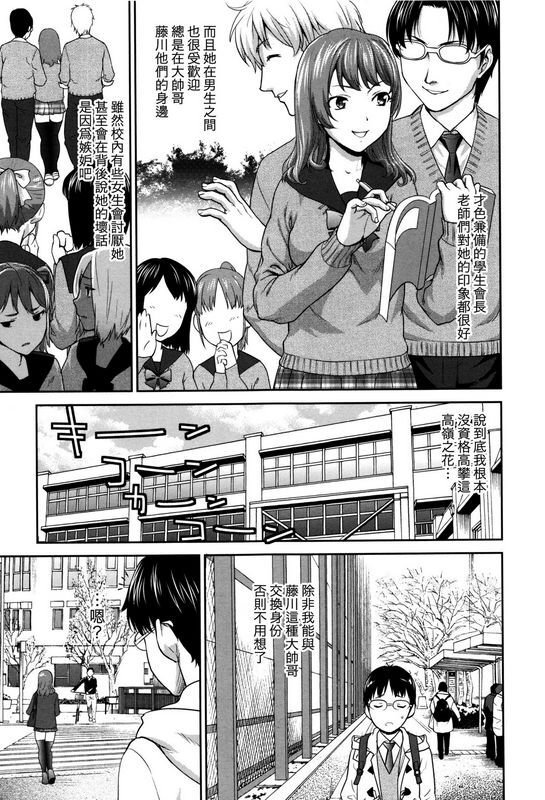 才色兼備的學生會長
老師們對她的印象都很好
而且她在男生之間
也很受歡迎
總是在大帥哥
藤川他們的身邊
雖然校內有些女生會討厭她
甚至會在背後說她的壞話
是因爲嫉妒吧
說到底我根本
沒資格高攀這
高嶺之花…
キーンコーンカーンコーン
除非我能與
藤川這種大帥哥
交換身份
否則不用想了
…嗯?